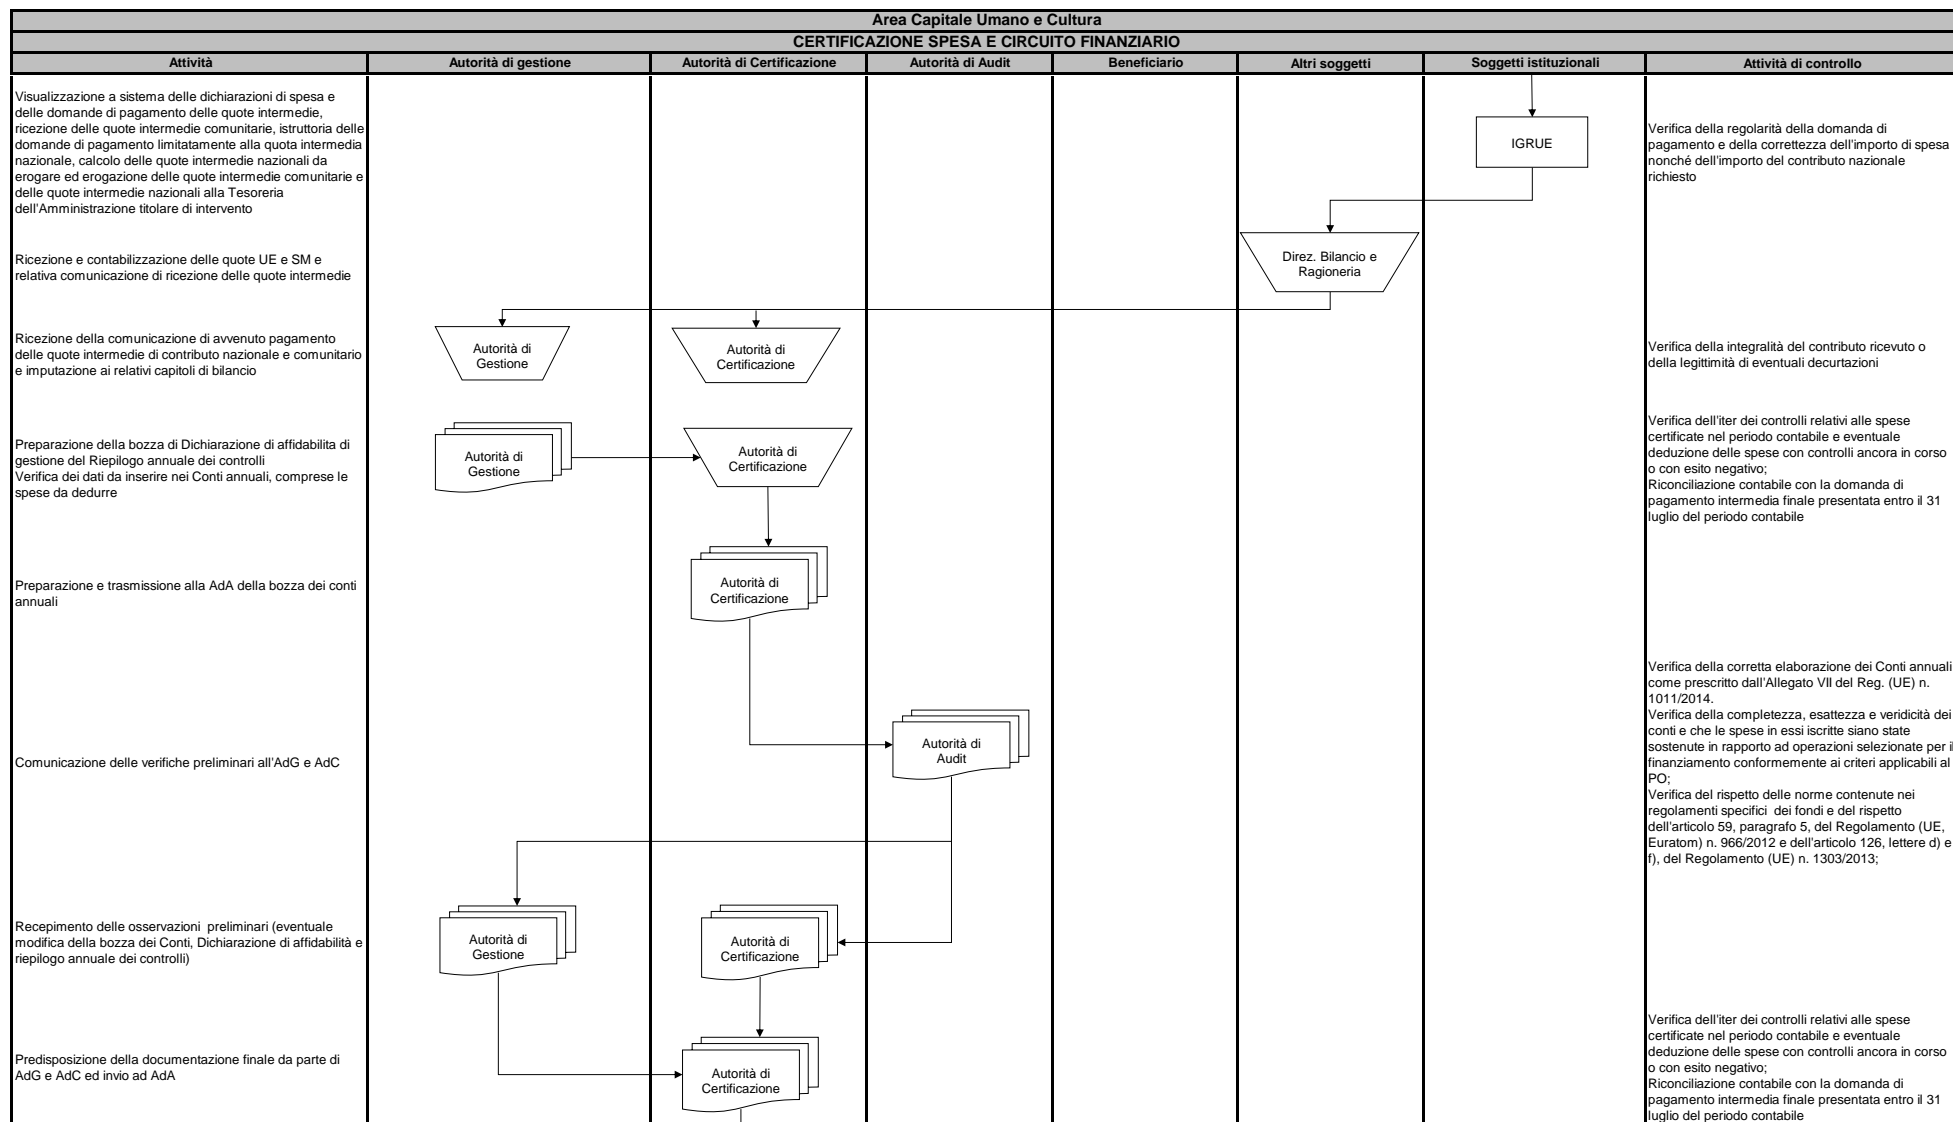 Area Capitale Umano e Cultura
CERTIFICAZIONE SPESA E CIRCUITO FINANZIARIO
Attività
Autorità di gestione
Autorità di Certificazione
Autorità di Audit
Beneficiario
Altri soggetti
Soggetti istituzionali
Attività di controllo
Visualizzazione a sistema delle dichiarazioni di spesa e
delle domande di pagamento delle quote intermedie,
ricezione delle quote intermedie comunitarie, istruttoria delle
domande di pagamento limitatamente alla quota intermedia
nazionale, calcolo delle quote intermedie nazionali da
erogare ed erogazione delle quote intermedie comunitarie e
delle quote intermedie nazionali alla Tesoreria
dell'Amministrazione titolare di intervento
IGRUE
Verifica della regolarità della domanda di
pagamento e della correttezza dell'importo di spesa
nonché dell'importo del contributo nazionale
richiesto
Ricezione e contabilizzazione delle quote UE e SM e
relativa comunicazione di ricezione delle quote intermedie
Direz. Bilancio e
Ragioneria
Ricezione della comunicazione di avvenuto pagamento
delle quote intermedie di contributo nazionale e comunitario
e imputazione ai relativi capitoli di bilancio
Autorità di
Gestione
Autorità di
Certificazione
Verifica della integralità del contributo ricevuto o
della legittimità di eventuali decurtazioni
Preparazione della bozza di Dichiarazione di affidabilita di
gestione del Riepilogo annuale dei controlli
Verifica dei dati da inserire nei Conti annuali, comprese le
spese da dedurre
Autorità di
Gestione
Autorità di
Certificazione
Verifica dell'iter dei controlli relativi alle spese
certificate nel periodo contabile e eventuale
deduzione delle spese con controlli ancora in corso
o con esito negativo;
Riconciliazione contabile con la domanda di
pagamento intermedia finale presentata entro il 31
luglio del periodo contabile
Preparazione e trasmissione alla AdA della bozza dei conti
annuali
Autorità di
Certificazione
Comunicazione delle verifiche preliminari all'AdG e AdC
Autorità di
Audit
Verifica della corretta elaborazione dei Conti annuali
come prescritto dall'Allegato VII del Reg. (UE) n.
1011/2014.
Verifica della completezza, esattezza e veridicità dei
conti e che le spese in essi iscritte siano state
sostenute in rapporto ad operazioni selezionate per il
finanziamento conformemente ai criteri applicabili al
PO;
Verifica del rispetto delle norme contenute nei
regolamenti specifici dei fondi e del rispetto
dell'articolo 59, paragrafo 5, del Regolamento (UE,
Euratom) n. 966/2012 e dell'articolo 126, lettere d) e
f), del Regolamento (UE) n. 1303/2013;
Recepimento delle osservazioni preliminari (eventuale
modifica della bozza dei Conti, Dichiarazione di affidabilità e
riepilogo annuale dei controlli)
Autorità di
Gestione
Autorità di
Certificazione
Predisposizione della documentazione finale da parte di
AdG e AdC ed invio ad AdA
Autorità di
Certificazione
Verifica dell'iter dei controlli relativi alle spese
certificate nel periodo contabile e eventuale
deduzione delle spese con controlli ancora in corso
o con esito negativo;
Riconciliazione contabile con la domanda di
pagamento intermedia finale presentata entro il 31
luglio del periodo contabile